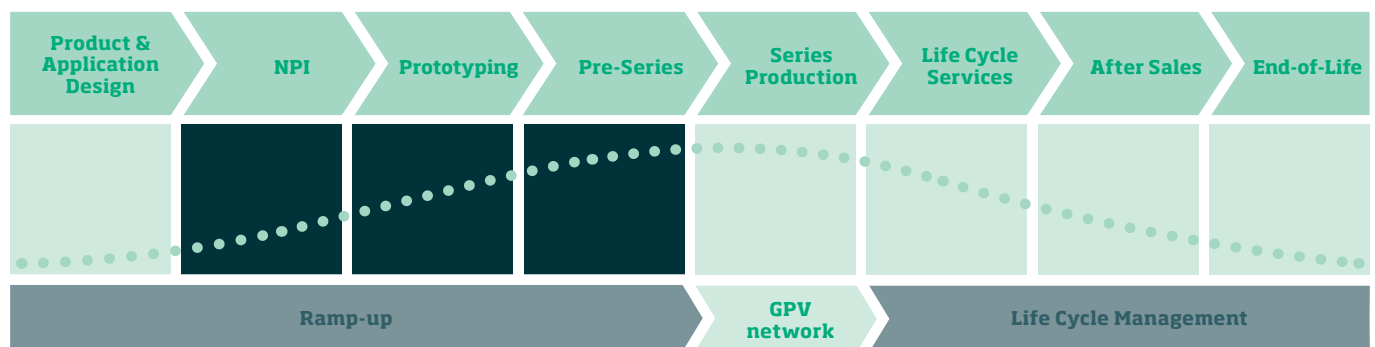 Product &
Application
Design
NPI
Prototyping
Pre-Series
Series
Production
Life Cycle
Services
After Sales
End-of-Life
Ramp-up
GPV
network
Life Cycle Management